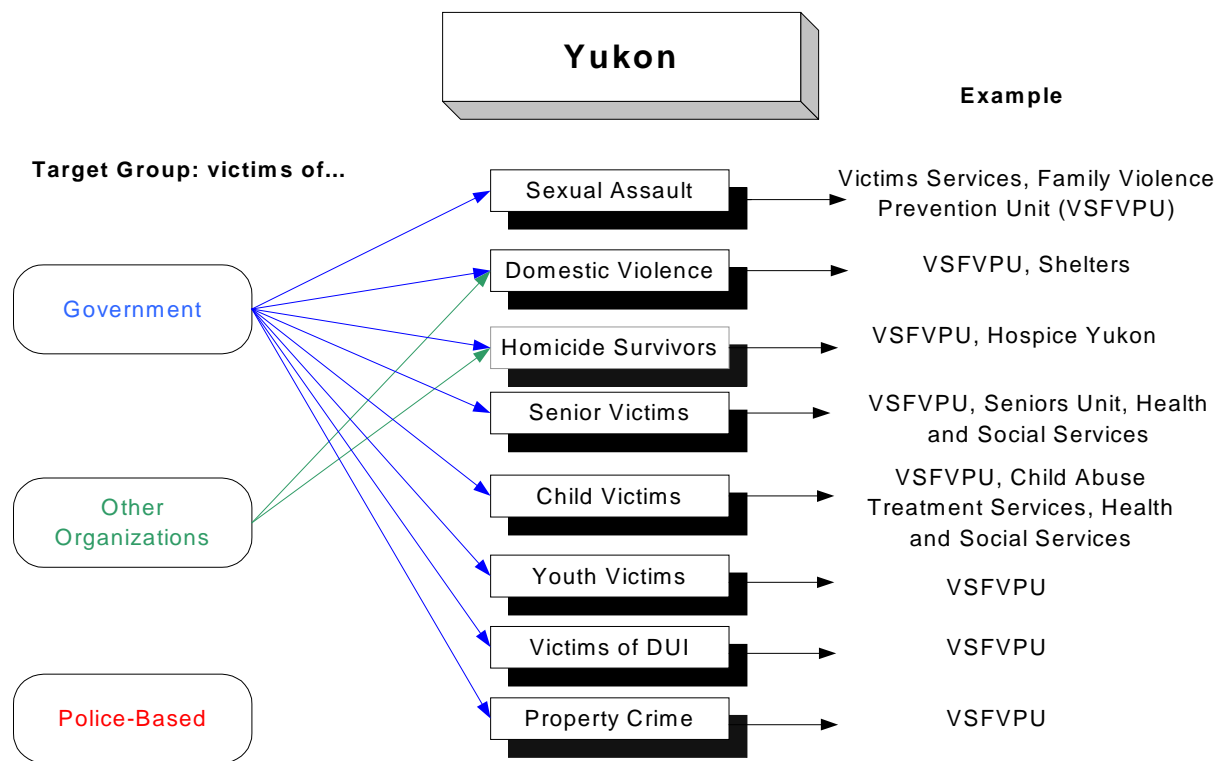 Yukon
Example
Target Group: victims of...
Government
Other
Organizations
Police-Based
Sexual Assault
Victims Services, Family Violence
Prevention Unit (VSFVPU)
Domestic Violence
VSFVPU, Shelters
Homicide Survivors
VSFVPU, Hospice Yukon
Senior Victims
VSFVPU, Seniors Unit, Health
and Social Services
Child Victims
VSFVPU, Child Abuse
Treatment Services, Health
and Social Services
Youth Victims
VSFVPU
Victims of DUI
VSFVPU
Property Crime
VSFVPU